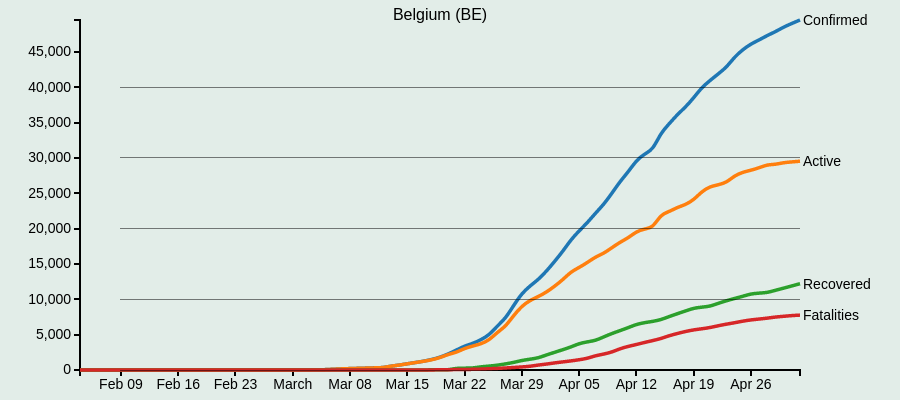 Belgium (BE)
Confirmed
45,000
40,000
35,000
30,000
Active
25,000
20,000
15,000
Recovered
10,000
Fatalities
5,000
0
Feb 09 Feb 16 Feb 23 March Mar 08 Mar 15 Mar 22 Mar 29 Apr 05 Apr 12 Apr 19 Apr 26